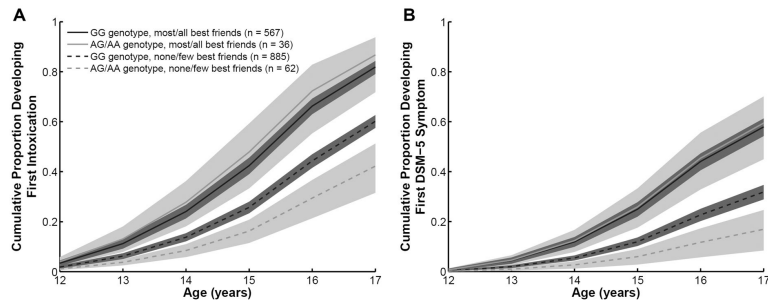 A
GG genotype, most/all best friends (n = 567)
AG/AA genotype, most/all best friends (n = 36)
GG genotype, none/few best friends (n = 885)
AG/AA genotype, none/few best friends (n = 62)
Cumulative Proportion Developing
First Intoxication
1
0.8
0.6
0.4
0.2
0
12 13 14 15 16 17
Age (years)
B
Cumulative Proportion Developing
First DSM−5 Symptom
1
0.8
0.6
0.4
0.2
0
12 13 14 15 16 17
Age (years)